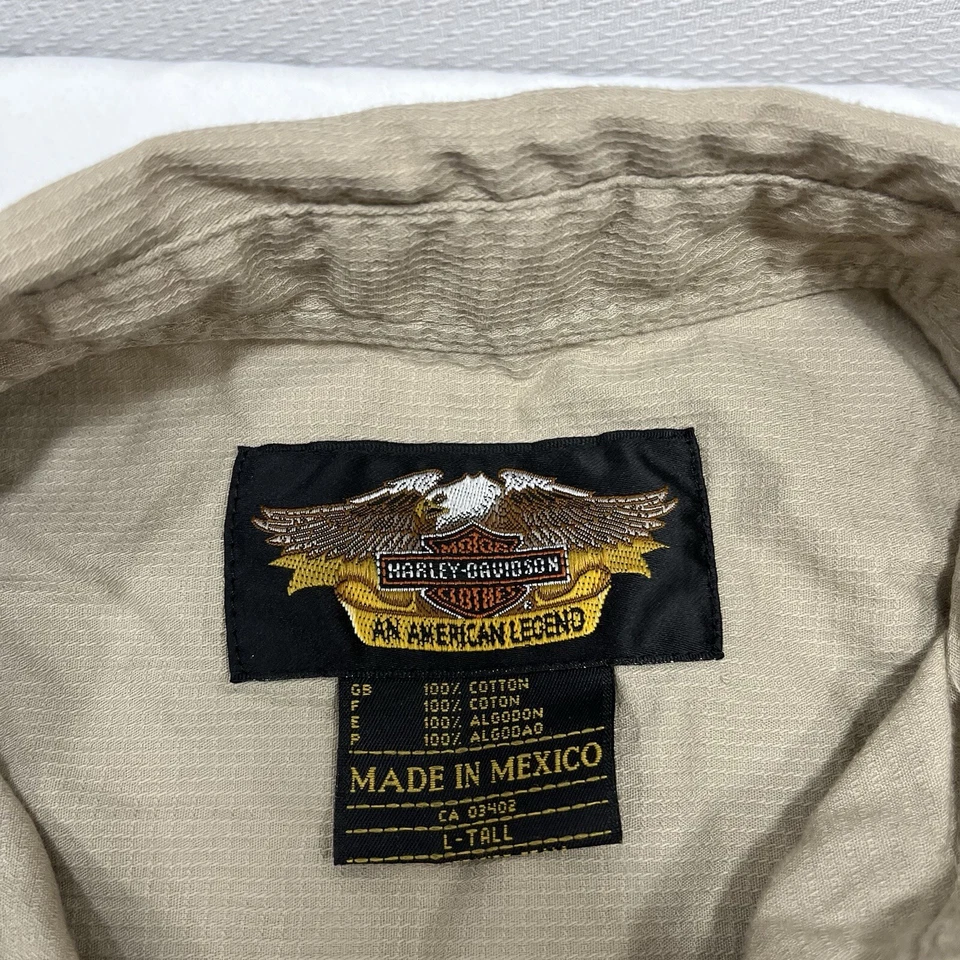 MOTOR
HARLEY-DAVIDSON
CLOTHES
®
AN AMERICAN LEGEND
GB 100% COTTON
F 100% COTON
E 100% ALGODON
P 100% ALGODAO
MADE IN MEXICO
CA 03402
L-TALL